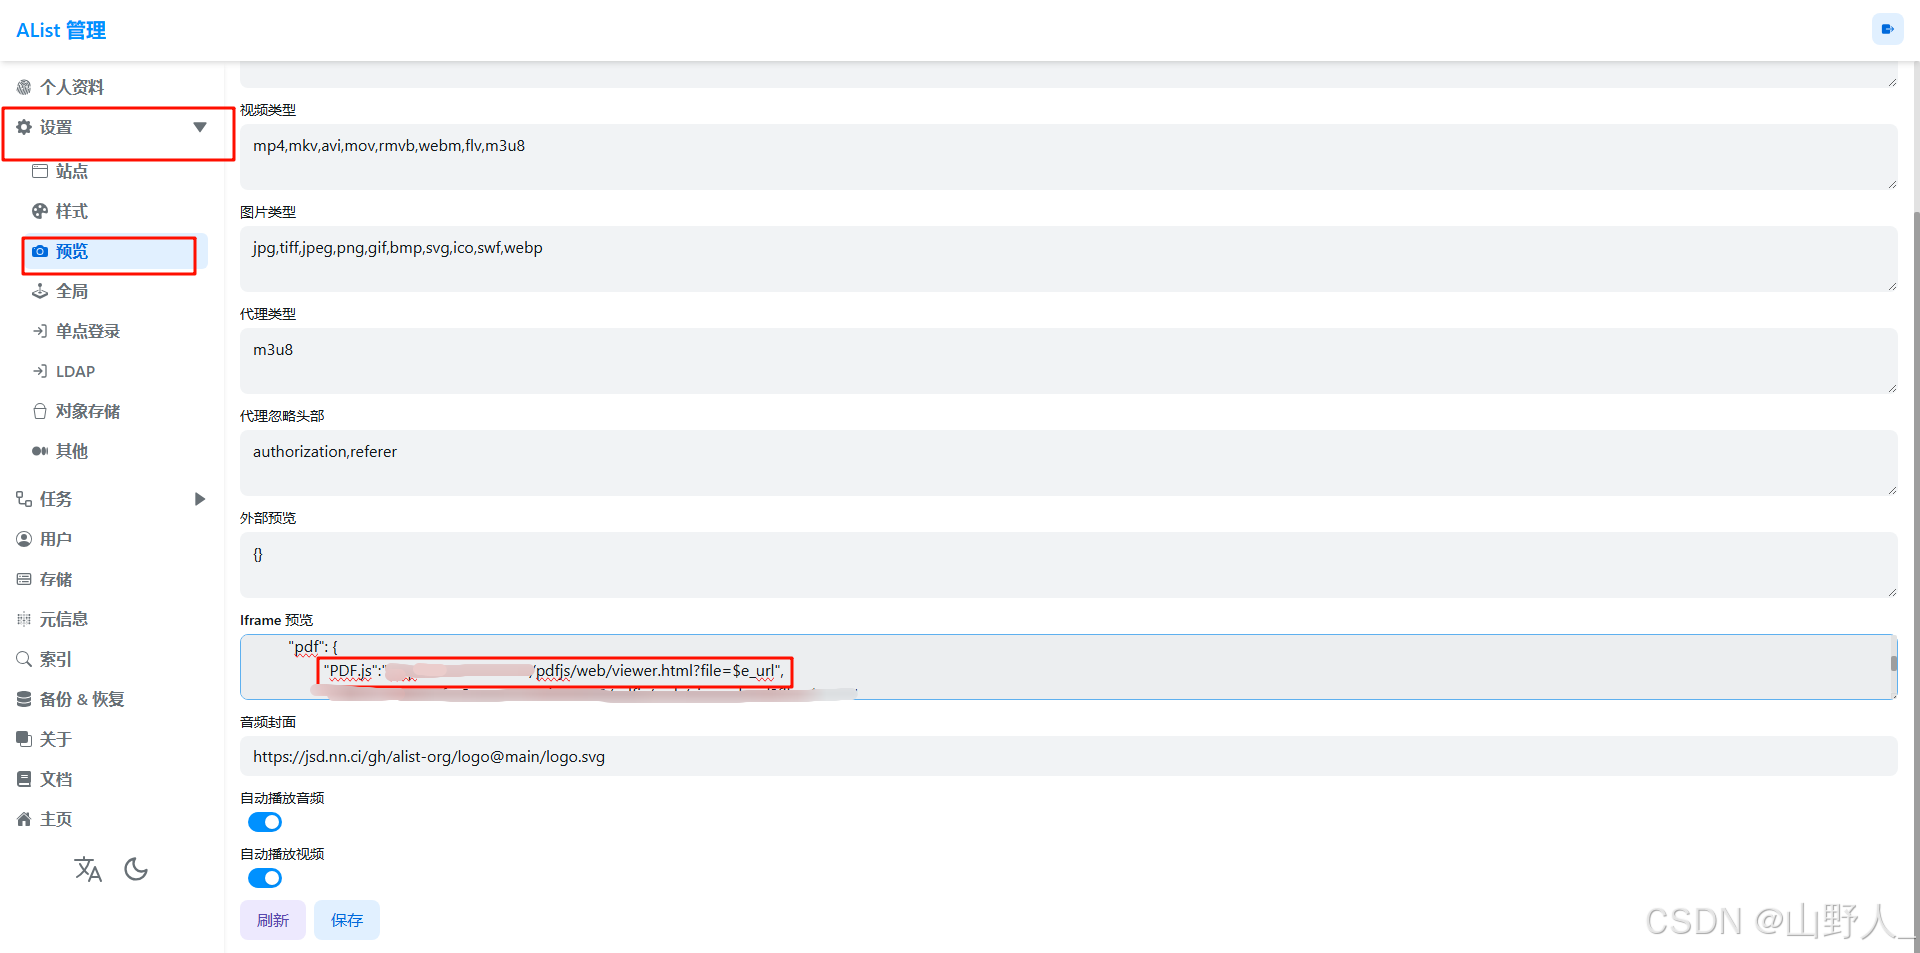 AList 管理
个人资料
设置
站点
样式
预览
全局
单点登录
LDAP
对象存储
其他
任务
用户
存储
元信息
索引
备份 & 恢复
关于
文档
主页
视频类型
mp4,mkv,avi,mov,rmvb,webm,flv,m3u8
图片类型
jpg,tiff,jpeg,png,gif,bmp,svg,ico,swf,webp
代理类型
m3u8
代理忽略头部
authorization,referer
外部预览
{}
Iframe 预览
"pdf": {
"PDF.js":" /pdfjs/web/viewer.html?file=$e_url",
音频封面
https://jsd.nn.ci/gh/alist-org/logo@main/logo.svg
自动播放音频
自动播放视频
刷新 保存
CSDN @山野人_